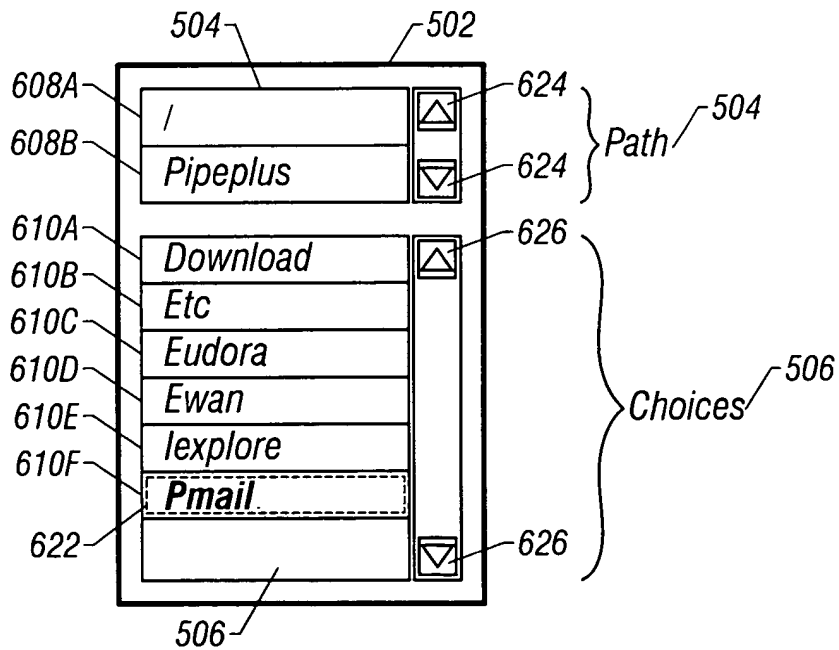 504
502
608A
/
624
608B
Pipeplus
624
Path
504
610A
Download
626
610B
Etc
610C
Eudora
610D
Ewan
Choices
506
610E
Iexplore
610F
Pmail
622
626
506